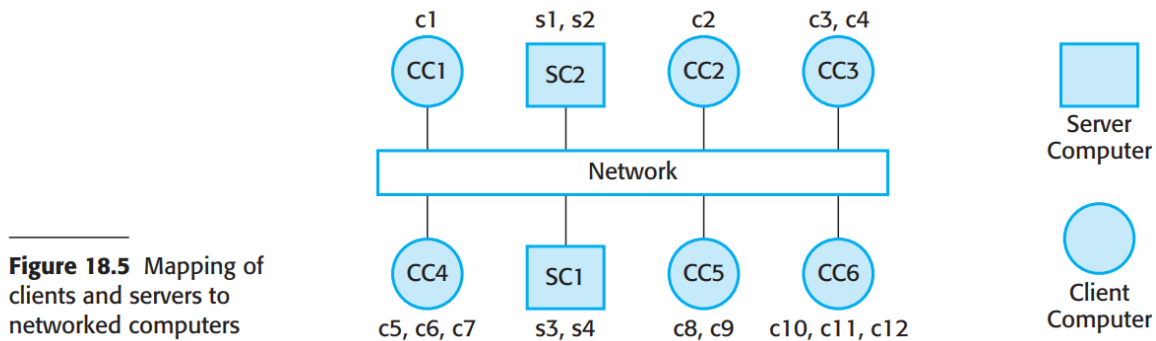 c1
s1, s2
c2
c3, c4
CC1
SC2
CC2
CC3
Server
Computer
Network
CC4
SC1
CC5
CC6
c5, c6, c7
s3, s4
c8, c9
c10, c11, c12
Client
Computer
Figure 18.5 Mapping of
clients and servers to
networked computers